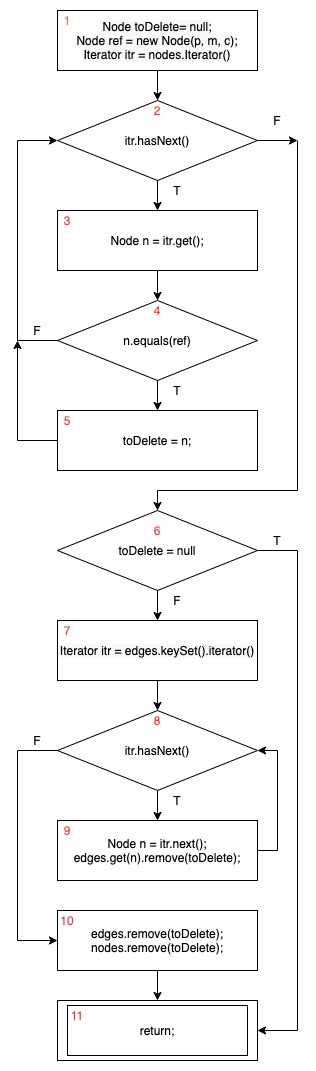 1
Node toDelete= null;
Node ref = new Node(p, m, c);
Iterator itr = nodes.Iterator()
2
itr.hasNext()
F
T
3
Node n = itr.get();
4
n.equals(ref)
F
T
5
toDelete = n;
6
toDelete = null
T
F
7
Iterator itr = edges.keySet().iterator()
8
itr.hasNext()
F
T
9
Node n = itr.next();
edges.get(n).remove(toDelete);
10
edges.remove(toDelete);
nodes.remove(toDelete);
11
return;